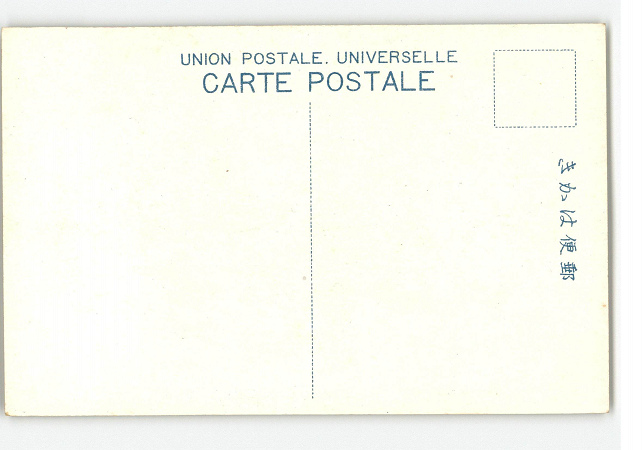 UNION POSTALE. UNIVERSELLE
CARTE POSTALE
郵便はかき